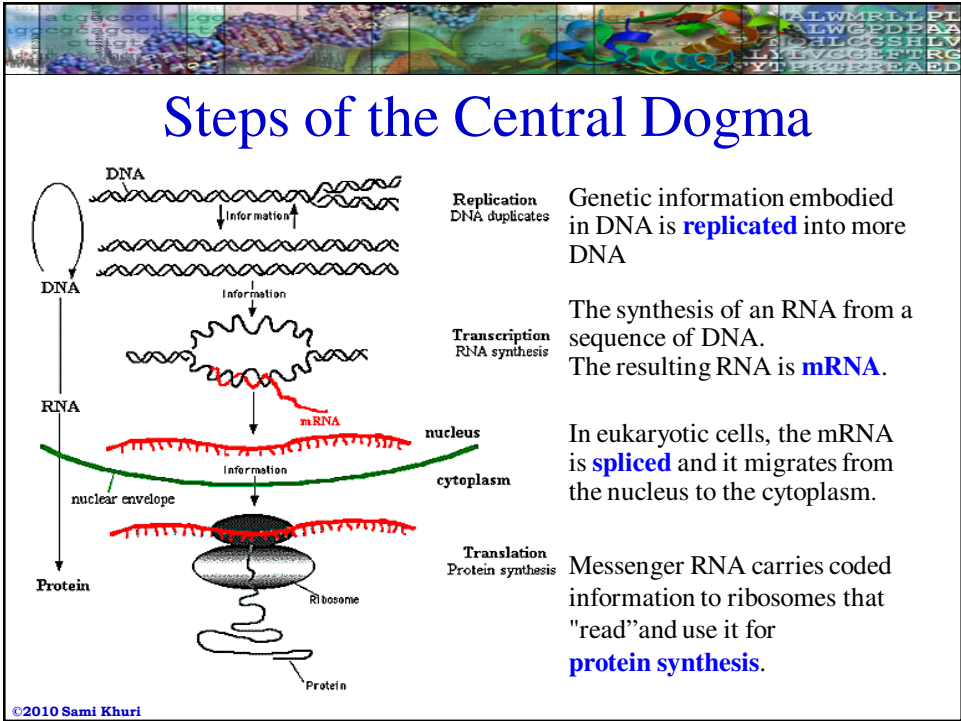 ALWMRLLPL
ALWGPDPAA
LVCGERFFTRG
YTPKTRREAED
Steps of the Central Dogma
DNA
Information
Replication
DNA duplicates
Genetic information embodied
in DNA is replicated into more
DNA
DNA
Information
Transcription
RNA synthesis
The synthesis of an RNA from a
sequence of DNA.
The resulting RNA is mRNA.
RNA
mRNA
nucleus
Information
cytoplasm
nuclear envelope
In eukaryotic cells, the mRNA
is spliced and it migrates from
the nucleus to the cytoplasm.
Translation
Protein synthesis
Protein
Ribosome
Protein
Messenger RNA carries coded
information to ribosomes that
"read”and use it for
protein synthesis.
©2010 Sami Khuri